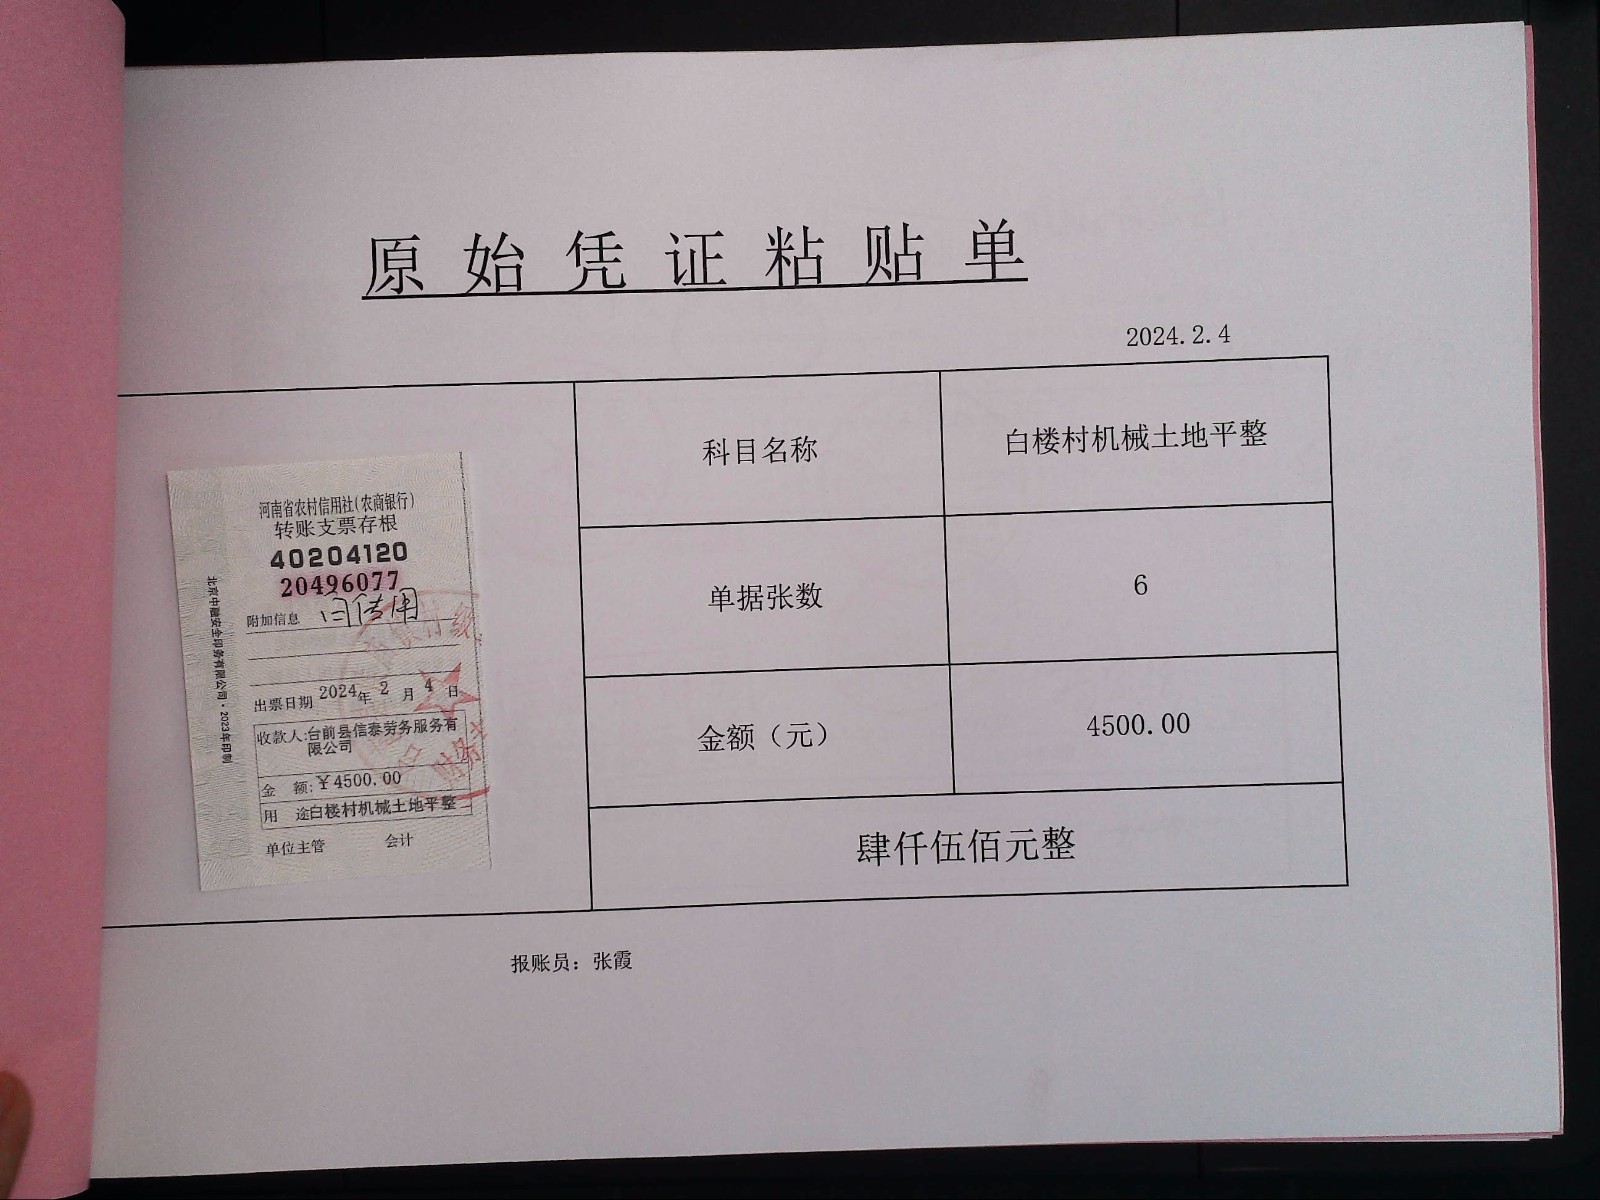 原始凭证粘贴单
2024.2.4
河南省农村信用社(农商银行)
转账支票存根
40204120
20496077
附加信息
出票日期 2024年 2 月 4 日
收款人:台前县信泰劳务服务有
限公司
金 额:￥4500.00
用 途白楼村机械土地平整
单位主管 会计
北京中融安全印务有限公司·2023年印制
科目名称 白楼村机械土地平整
单据张数 6
金额（元） 4500.00
肆仟伍佰元整
报账员：张霞